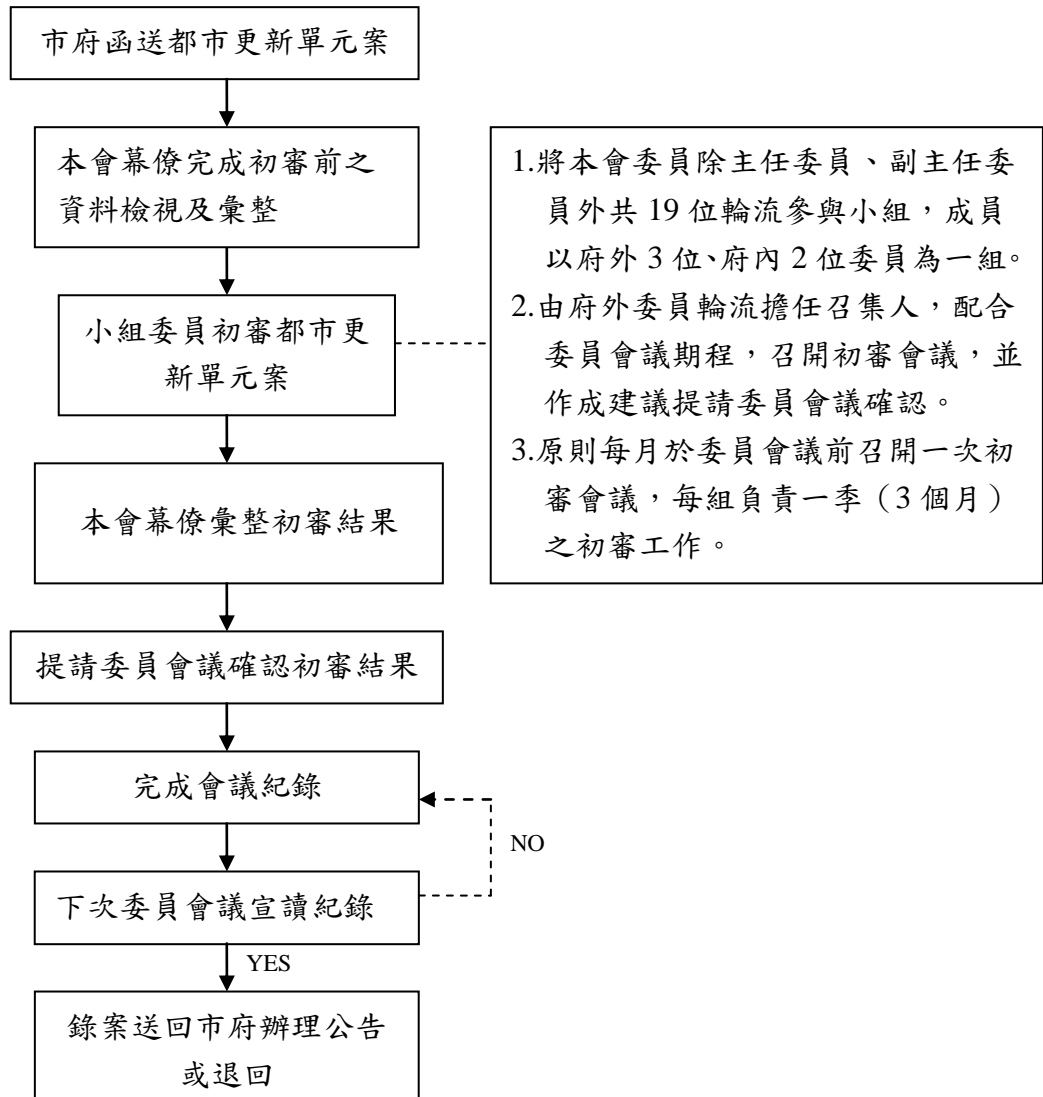 市府函送都市更新單元案
本會幕僚完成初審前之
資料檢視及彙整
1.將本會委員除主任委員、副主任委
員外共 19 位輪流參與小組,成員
以府外 3 位、府內 2 位委員為一組。
2.由府外委員輪流擔任召集人,配合
委員會議期程,召開初審會議,並
作成建議提請委員會議確認。
3.原則每月於委員會議前召開一次初
審會議,每組負責一季(3 個月)
之初審工作。
小組委員初審都市更
新單元案
本會幕僚彙整初審結果
提請委員會議確認初審結果
完成會議紀錄
NO
下次委員會議宣讀紀錄
YES
錄案送回市府辦理公告
或退回